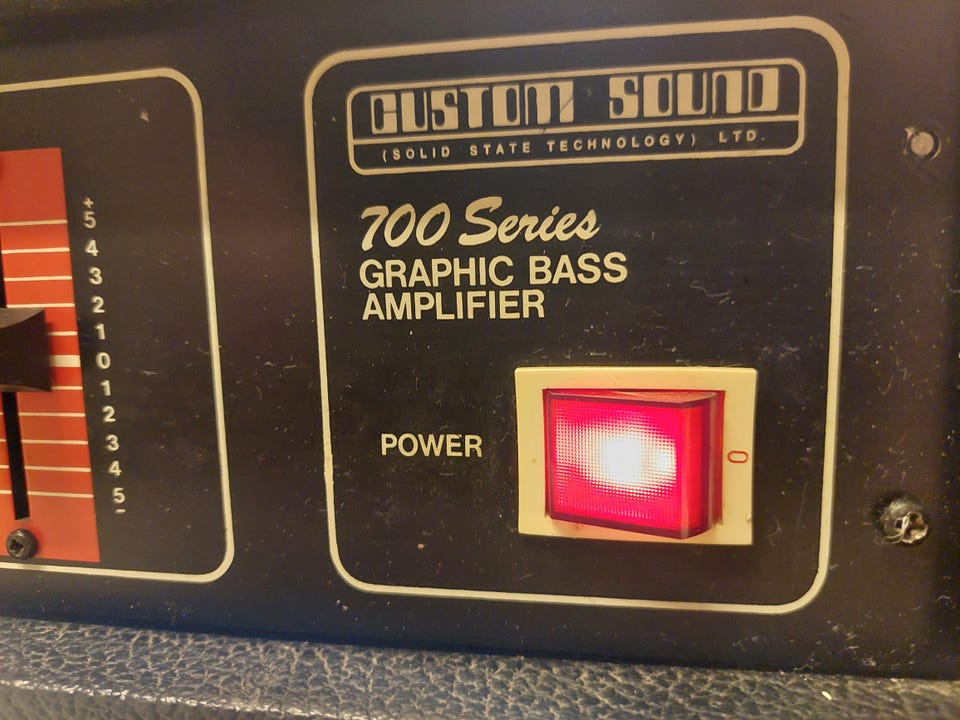 +
5
4
3
2
1
0
1
2
3
4
5
-
CUSTOM SOUND
(SOLID STATE TECHNOLOGY) LTD.
700 Series
GRAPHIC BASS
AMPLIFIER
POWER
0